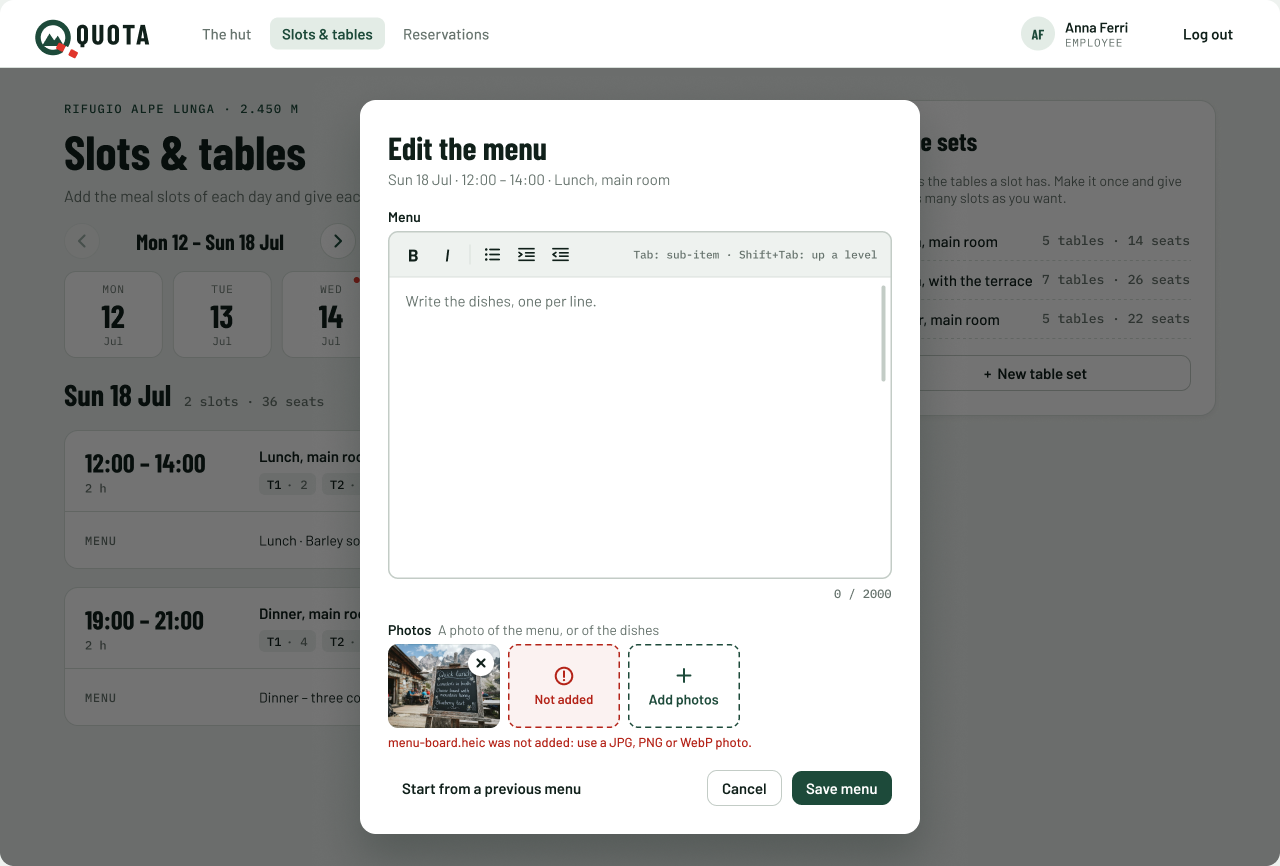 QUOTA
The hut
Slots & tables
Reservations
AF
Anna Ferri
EMPLOYEE
Log out
RIFUGIO ALPE LUNGA · 2.450 M
Slots & tables
Add the meal slots of each day and give eac
Mon 12 – Sun 18 Jul
MON
12
Jul
TUE
13
Jul
WED
14
Jul
Sun 18 Jul
2 slots · 36 seats
12:00 – 14:00
2 h
Lunch, main roo
T1 · 2
T2 ·
MENU
Lunch · Barley so
19:00 – 21:00
2 h
Dinner, main roo
T1 · 4
T2 ·
MENU
Dinner – three co
Edit the menu
Sun 18 Jul · 12:00 – 14:00 · Lunch, main room
Menu
B
I
Tab: sub-item · Shift+Tab: up a level
Write the dishes, one per line.
0 / 2000
Photos
A photo of the menu, or of the dishes
Quick lunch
Not added
Add photos
menu-board.heic was not added: use a JPG, PNG or WebP photo.
Start from a previous menu
Cancel
Save menu
e sets
s the tables a slot has. Make it once and give
many slots as you want.
, main room
5 tables · 14 seats
, with the terrace
7 tables · 26 seats
r, main room
5 tables · 22 seats
+ New table set